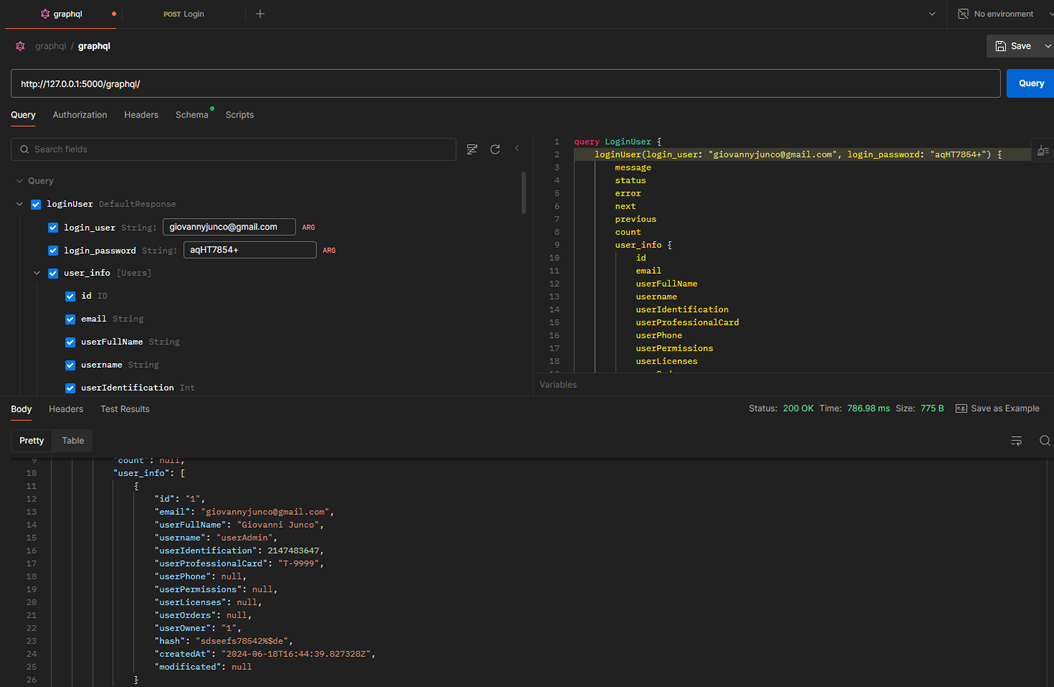 graphql
POST Login
No environment
graphql / graphql
Save
http://127.0.0.1:5000/graphql/
Query
Query Authorization Headers Schema Scripts
Search fields
Query
loginUser DefaultResponse
login_user String! giovannyjunco@gmail.com ARG
login_password String! aqHT7854+ ARG
user_info [Users]
id ID
email String
userFullName String
username String
userIdentification Int
1 query LoginUser {
2 loginUser(login_user: "giovannyjunco@gmail.com", login_password: "aqHT7854+") {
3 message
4 status
5 error
6 next
7 previous
8 count
9 user_info {
10 id
11 email
12 userFullName
13 username
14 userIdentification
15 userProfessionalCard
16 userPhone
17 userPermissions
18 userLicenses
Variables
Body Headers Test Results
Status: 200 OK Time: 786.98 ms Size: 775 B Save as Example
Pretty Table
9 "count": null,
10 "user_info": [
11 {
12 "id": "1",
13 "email": "giovannyjunco@gmail.com",
14 "userFullName": "Giovanni Junco",
15 "username": "userAdmin",
16 "userIdentification": 2147483647,
17 "userProfessionalCard": "T-9999",
18 "userPhone": null,
19 "userPermissions": null,
20 "userLicenses": null,
21 "userOrders": null,
22 "userOwner": "1",
23 "hash": "sdseefs78542%$de",
24 "createdAt": "2024-06-18T16:44:39.827328Z",
25 "modificated": null
26 }